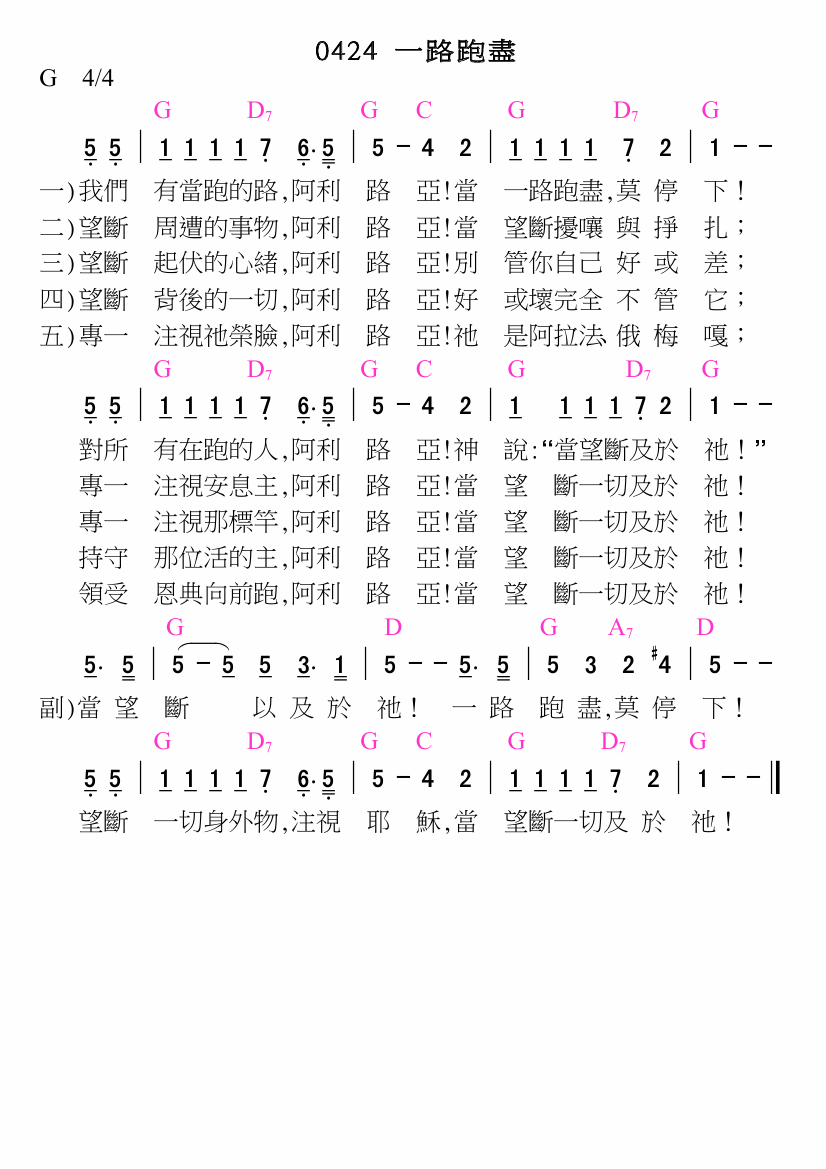 0424 一路跑盡
G 4/4
G D7 G C G D7 G
5 5 | 1 1 1 1 7 6· 5 | 5 - 4 2 | 1 1 1 1 7 2 | 1 - -
一)我們 有當跑的路,阿利 路 亞!當 一路跑盡,莫 停 下!
二)望斷 周遭的事物,阿利 路 亞!當 望斷擾嚷 與 掙 扎;
三)望斷 起伏的心緒,阿利 路 亞!別 管你自己 好 或 差;
四)望斷 背後的一切,阿利 路 亞!好 或壞完全 不 管 它;
五)專一 注視祂榮臉,阿利 路 亞!祂 是阿拉法、俄 梅 嘎;
G D7 G C G D7 G
5 5 | 1 1 1 1 7 6· 5 | 5 - 4 2 | 1 1 1 1 7 2 | 1 - -
對所 有在跑的人,阿利 路 亞!神 說:“當望斷及於 祂!”
專一 注視安息主,阿利 路 亞!當 望 斷一切及於 祂!
專一 注視那標竿,阿利 路 亞!當 望 斷一切及於 祂!
持守 那位活的主,阿利 路 亞!當 望 斷一切及於 祂!
領受 恩典向前跑,阿利 路 亞!當 望 斷一切及於 祂!
G D G A7 D
5· 5 | 5 - 5 5 3· 1 | 5 - - 5· 5 | 5 3 2 #4 | 5 - -
副)當 望 斷 以 及 於 祂! 一 路 跑 盡,莫 停 下!
G D7 G C G D7 G
5 5 | 1 1 1 1 7 6· 5 | 5 - 4 2 | 1 1 1 1 7 2 | 1 - - ‖
望斷 一切身外物,注視 耶 穌,當 望斷一切及 於 祂!